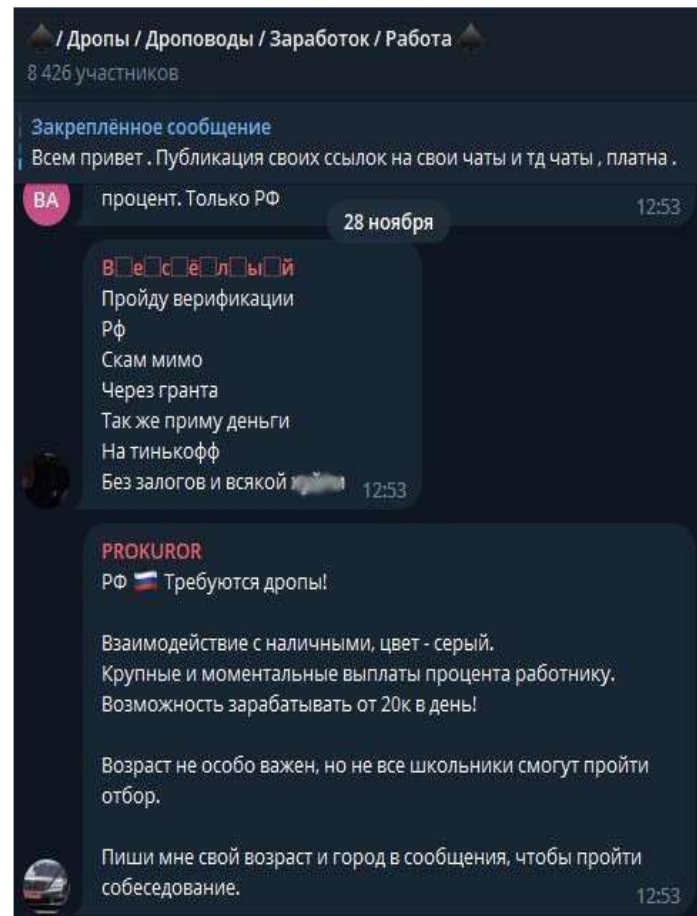 / Дропы / Дроповоды / Заработок / Работа
8 426 участников
Закреплённое сообщение
Всем привет . Публикация своих ссылок на свои чаты и тд чаты , платна .
ВА
процент. Только РФ
12:53
28 ноября
В□е□с□ё□л□ы□й
Пройду верификации
Рф
Скам мимо
Через гранта
Так же приму деньги
На тинькофф
Без залогов и всякой
12:53
PROKUROR
РФ 🇷🇺 Требуются дропы!
Взаимодействие с наличными, цвет - серый.
Крупные и моментальные выплаты процента работнику.
Возможность зарабатывать от 20к в день!
Возраст не особо важен, но не все школьники смогут пройти
отбор.
Пиши мне свой возраст и город в сообщения, чтобы пройти
собеседование.
12:53